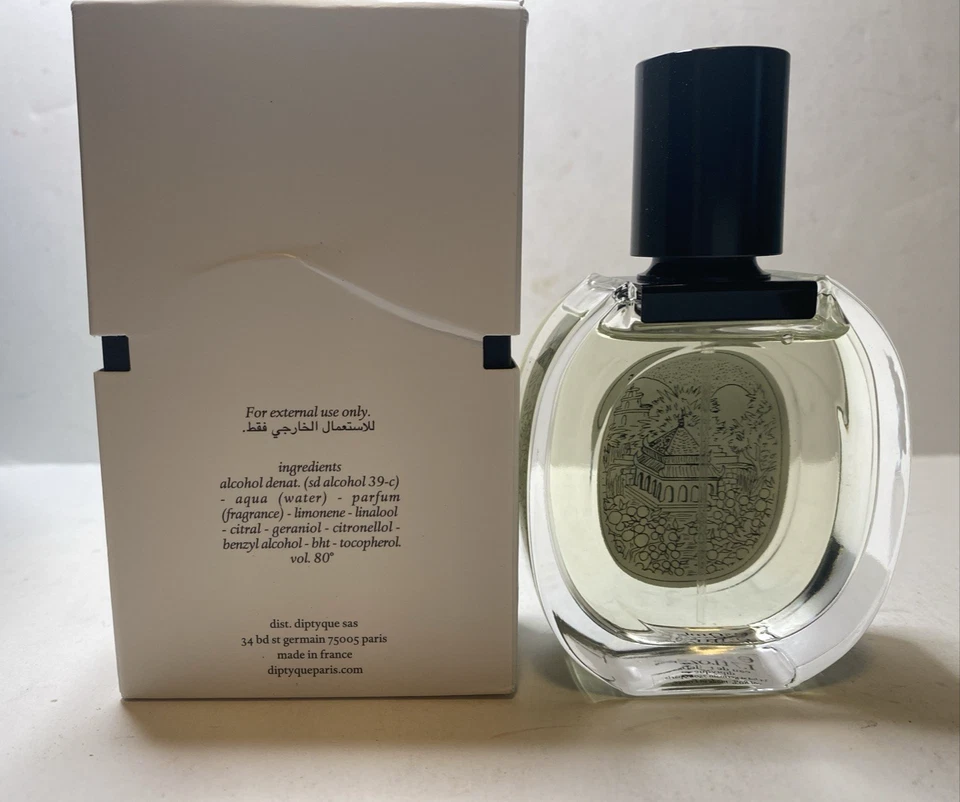 For external use only.
للاستعمال الخارجي فقط.
ingredients
alcohol denat. (sd alcohol 39-c)
- aqua (water) - parfum
(fragrance) - limonene - linalool
- citral - geraniol - citronellol -
benzyl alcohol - bht - tocopherol.
vol. 80°
dist. diptyque sas
34 bd st germain 75005 paris
made in france
diptyqueparis.com